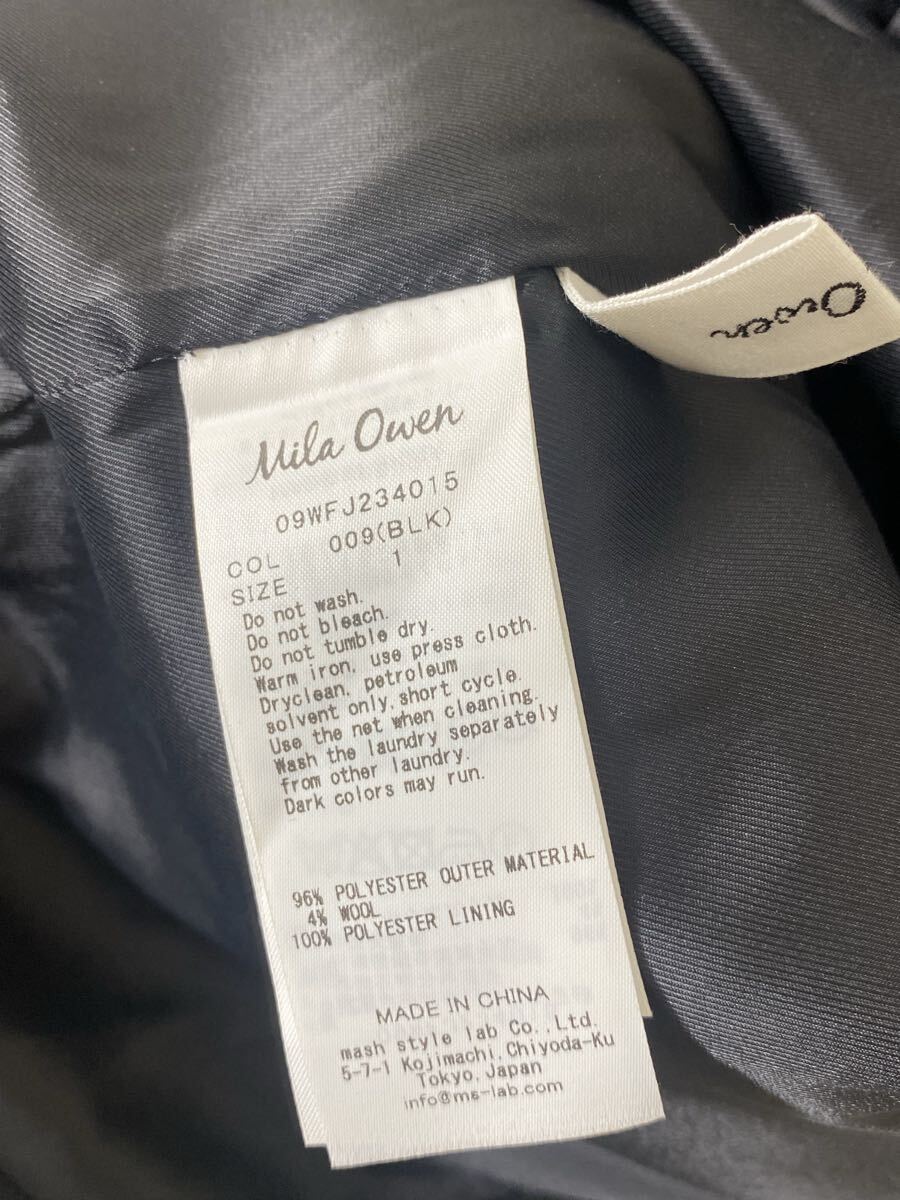 Mila Owen
09WFJ234015
COL 009(BLK)
SIZE 1
Do not wash.
Do not bleach.
Do not tumble dry.
Warm iron, use press cloth.
Dryclean, petroleum
solvent only,short cycle.
Use the net when cleaning.
Wash the laundry separately
from other laundry.
Dark colors may run.
96% POLYESTER OUTER MATERIAL
4% WOOL
100% POLYESTER LINING
MADE IN CHINA
mash style lab Co.,Ltd.
5-7-1 Kojimachi,Chiyoda-Ku
Tokyo,Japan
info@ms-lab.com
Owen